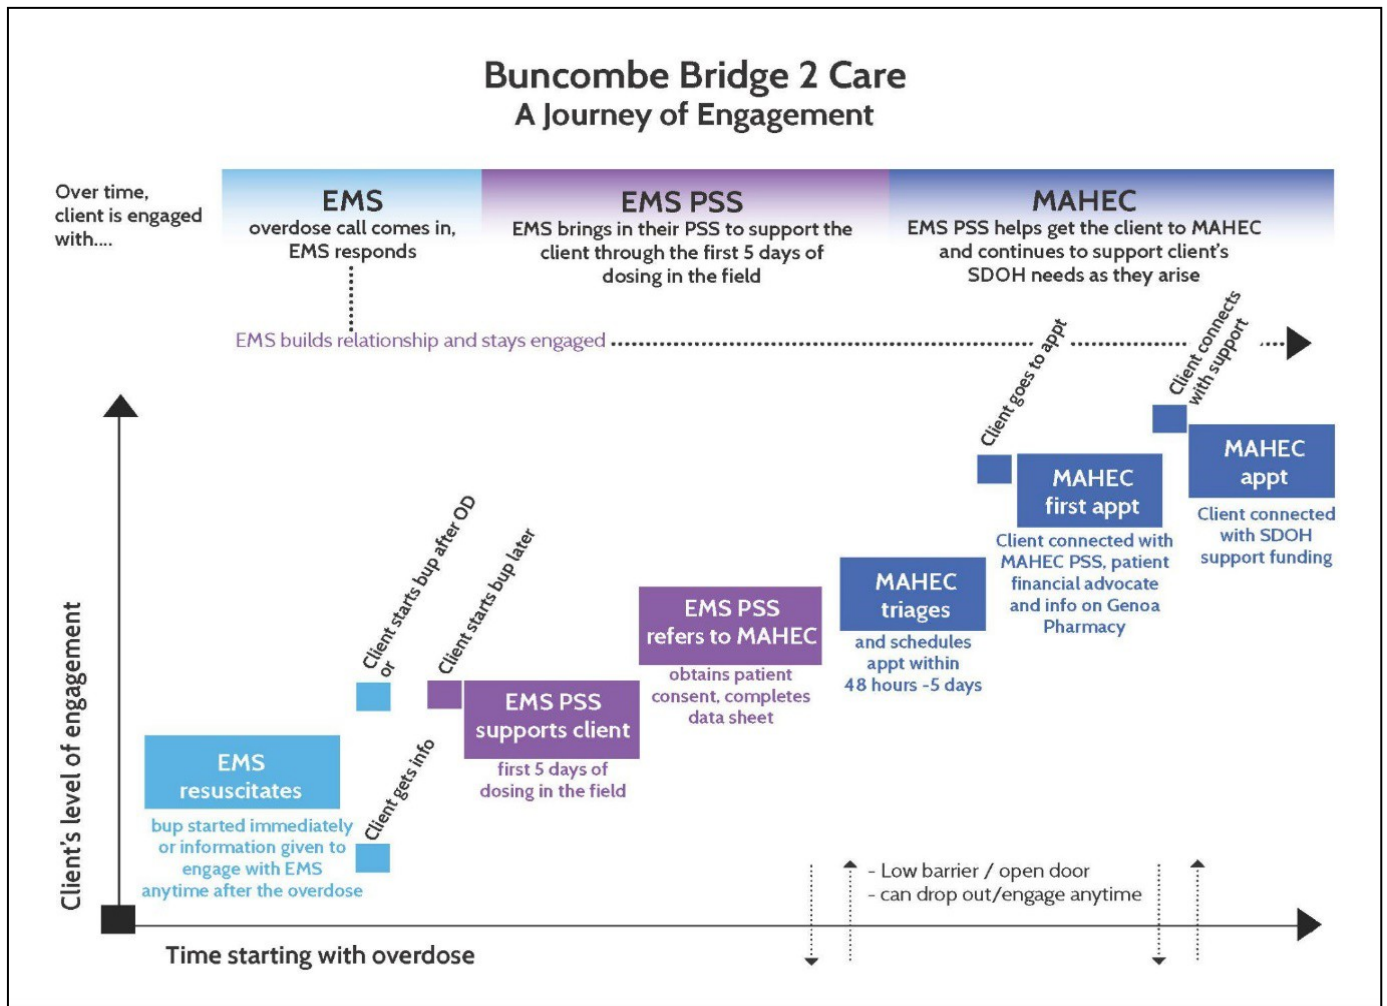 Buncombe Bridge 2 Care
A Journey of Engagement
Over time,
client is engaged
with....
EMS
overdose call comes in,
EMS responds
EMS PSS
EMS brings in their PSS to support the
client through the first 5 days of
dosing in the field
MAHEC
EMS PSS helps get the client to MAHEC
and continues to support client's
SDOH needs as they arise
EMS builds relationship and stays engaged
Client's level of engagement
EMS
resuscitates
bup started immediately
or information given to
engage with EMS
anytime after the overdose
Client starts bup after OD
or
Client gets info
Client starts bup later
EMS PSS
supports client
first 5 days of
dosing in the field
EMS PSS
refers to MAHEC
obtains patient
consent, completes
data sheet
MAHEC
triages
and schedules
appt within
48 hours -5 days
Client goes to appt
MAHEC
first appt
Client connected with
MAHEC PSS, patient
financial advocate
and info on Genoa
Pharmacy
Client connects
with support
MAHEC
appt
Client connected
with SDOH
support funding
- Low barrier / open door
- can drop out/engage anytime
Time starting with overdose